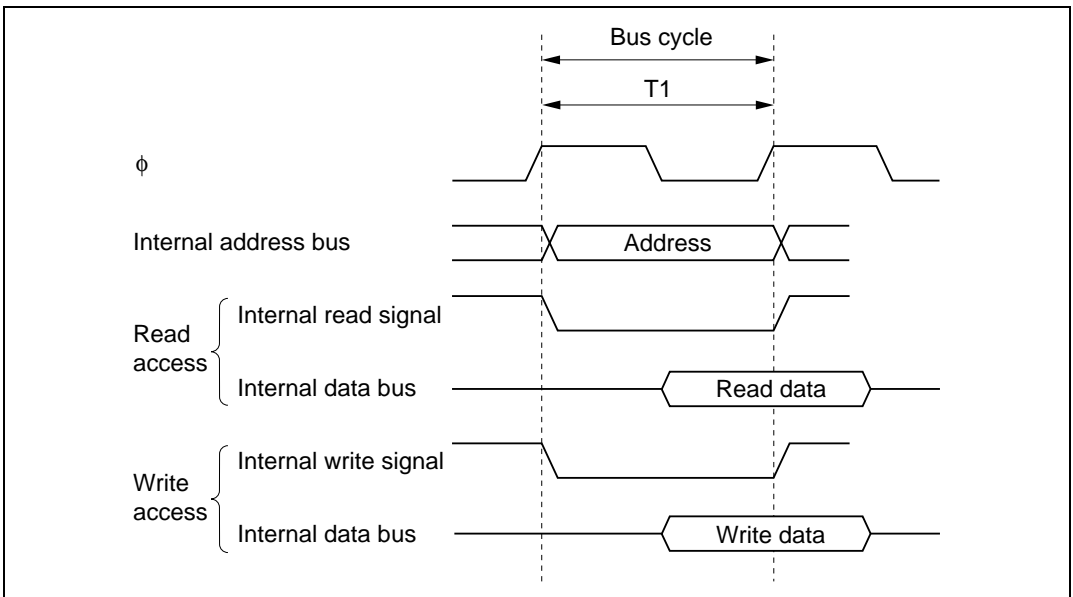 Bus cycle
T1
ϕ
Internal address bus
Address
Read
access
Internal read signal
Internal data bus
Read data
Write
access
Internal write signal
Internal data bus
Write data